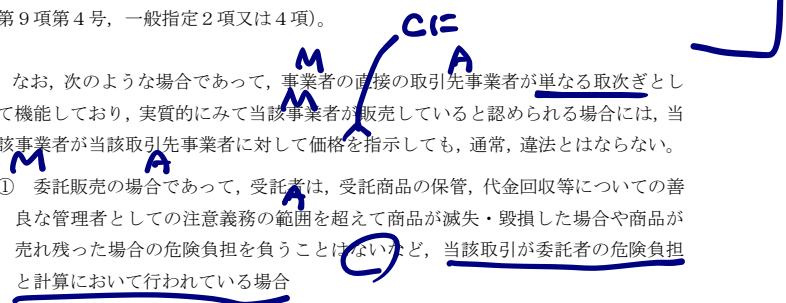 第９項第４号，一般指定２項又は４項）。
Cに
M
A
なお，次のような場合であって，事業者の直接の取引先事業者が単なる取次ぎとし
M
て機能しており，実質的にみて当該事業者が販売していると認められる場合には，当
該事業者が当該取引先事業者に対して価格を指示しても，通常，違法とはならない。
M
A
① 委託販売の場合であって，受託者は，受託商品の保管，代金回収等についての善
A
良な管理者としての注意義務の範囲を超えて商品が滅失・毀損した場合や商品が
売れ残った場合の危険負担を負うことはないなど，当該取引が委託者の危険負担
と計算において行われている場合